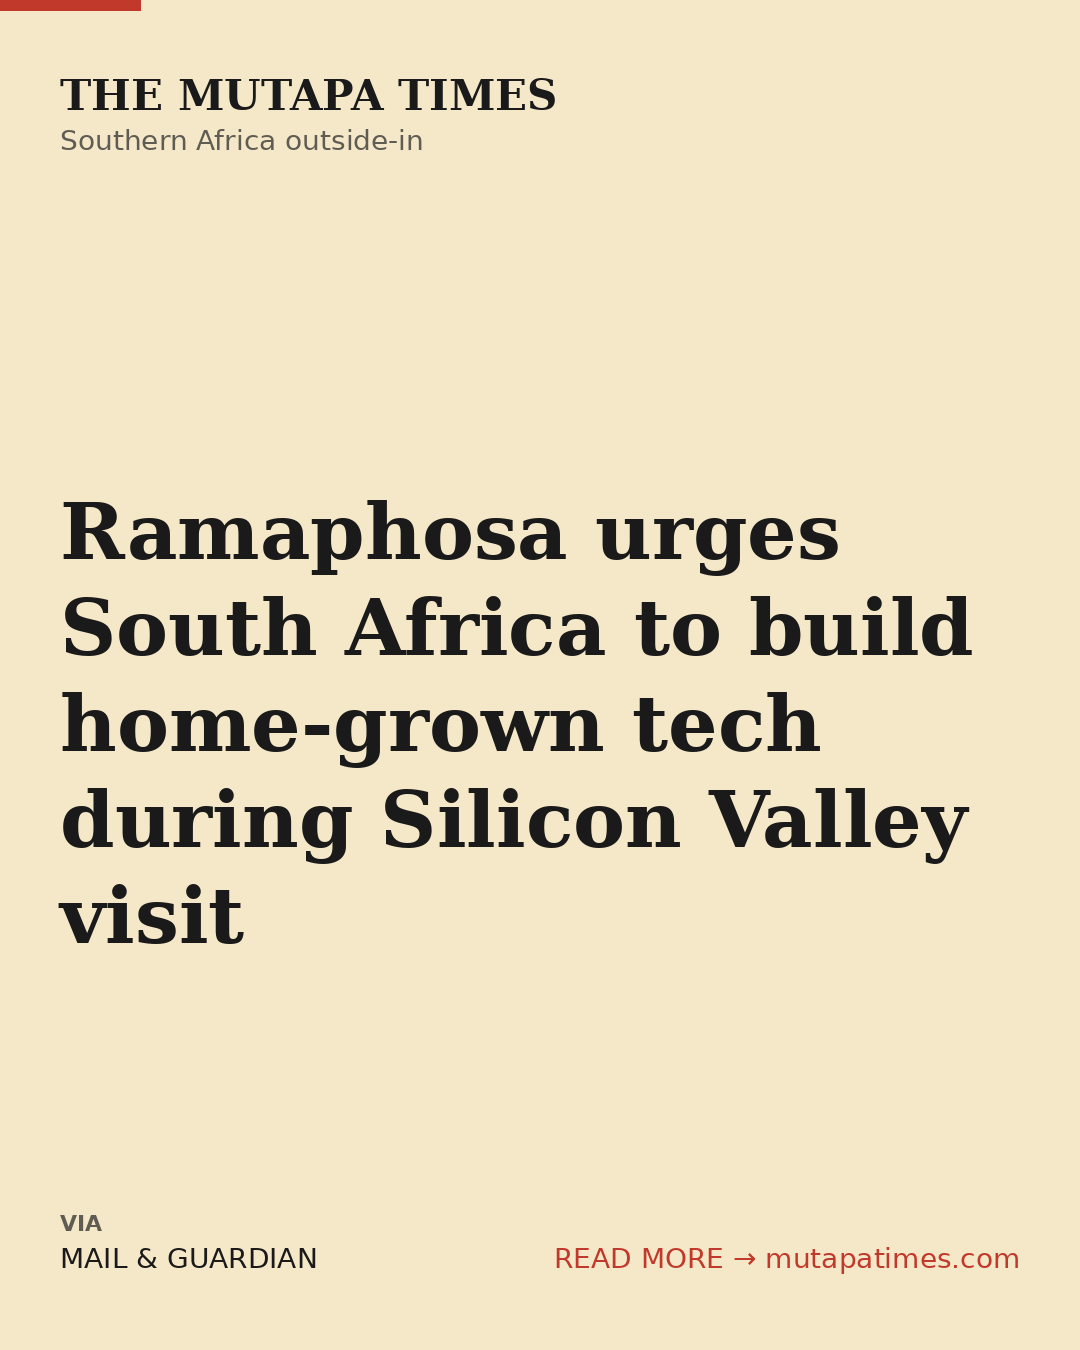 THE MUTAPA TIMES
Southern Africa outside-in
Ramaphosa urges
South Africa to build
home-grown tech
during Silicon Valley
visit
VIA
MAIL & GUARDIAN
READ MORE → mutapatimes.com